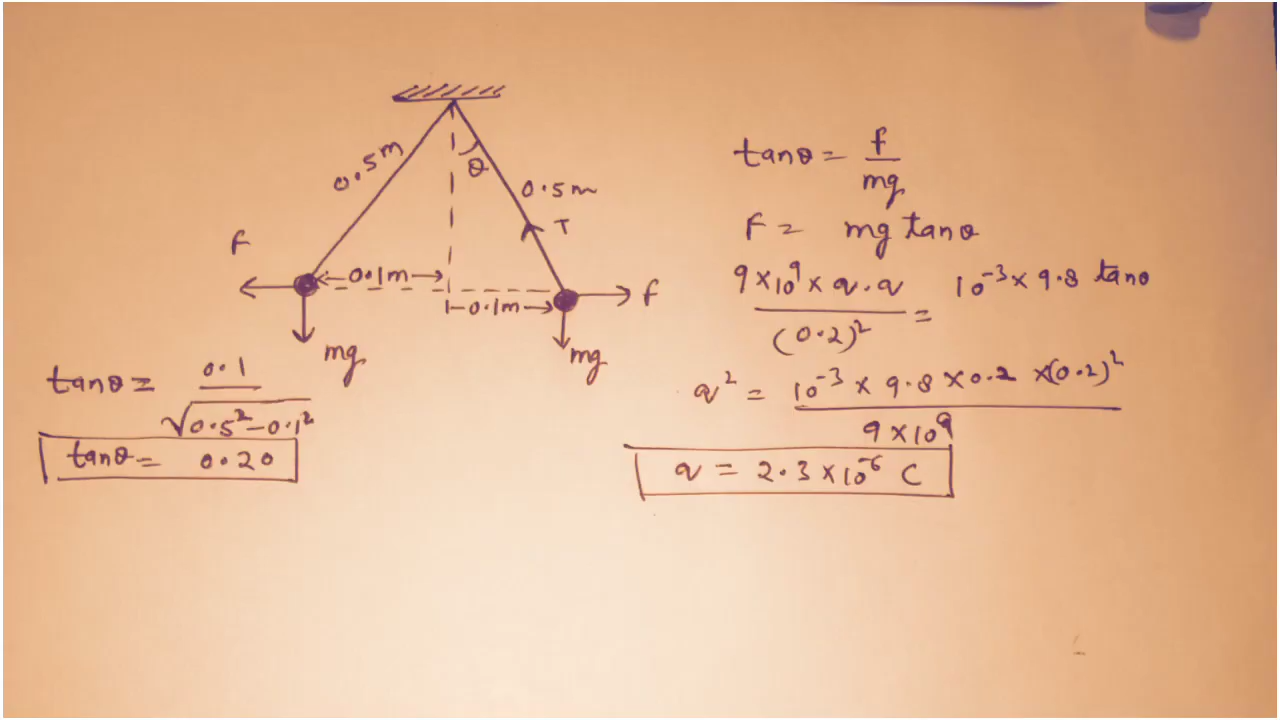 0.5m
θ
0.5m
T
F
0.1m
0.1m
f
mg
mg
tanθ = 0.1 / √0.5² - 0.1²
tanθ = 0.20
tanθ = f / mg
F = mg tanθ
9×10⁹ × q.q / (0.2)² = 10⁻³ × 9.8 tanθ
q² = 10⁻³ × 9.8 × 0.2 × (0.2)² / 9×10⁹
q = 2.3×10⁻⁶ C